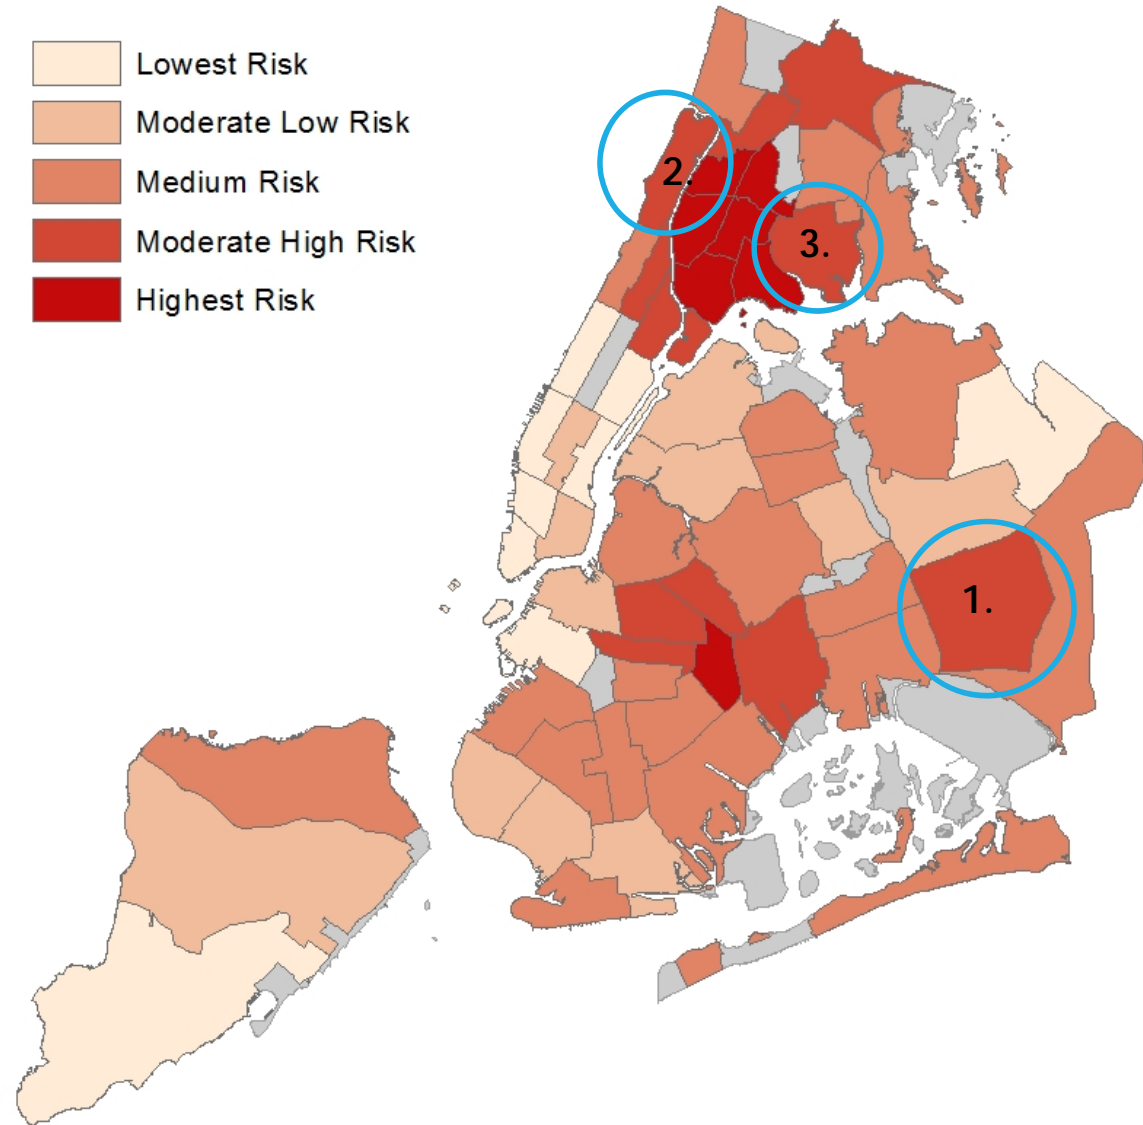 Lowest Risk
Moderate Low Risk
Medium Risk
Moderate High Risk
Highest Risk
2.
3.
1.